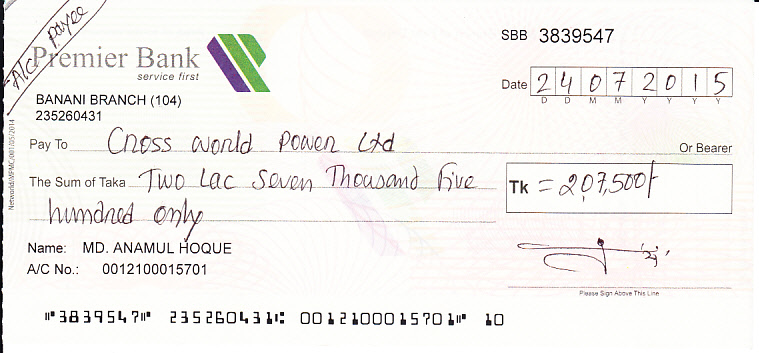 A/C payee
Premier Bank
service first
SBB 3839547
Date 24072015
D D M M Y Y Y Y
BANANI BRANCH (104)
235260431
Pay To Cross world Power Ltd Or Bearer
The Sum of Taka Two Lac Seven Thousand Five
hundred only
Tk = 207,500/
Name: MD. ANAMUL HOQUE
A/C No.: 0012100015701
Please Sign Above This Line
⑈3839547⑈ 235260431⑆ 0012100015701⑈ 10